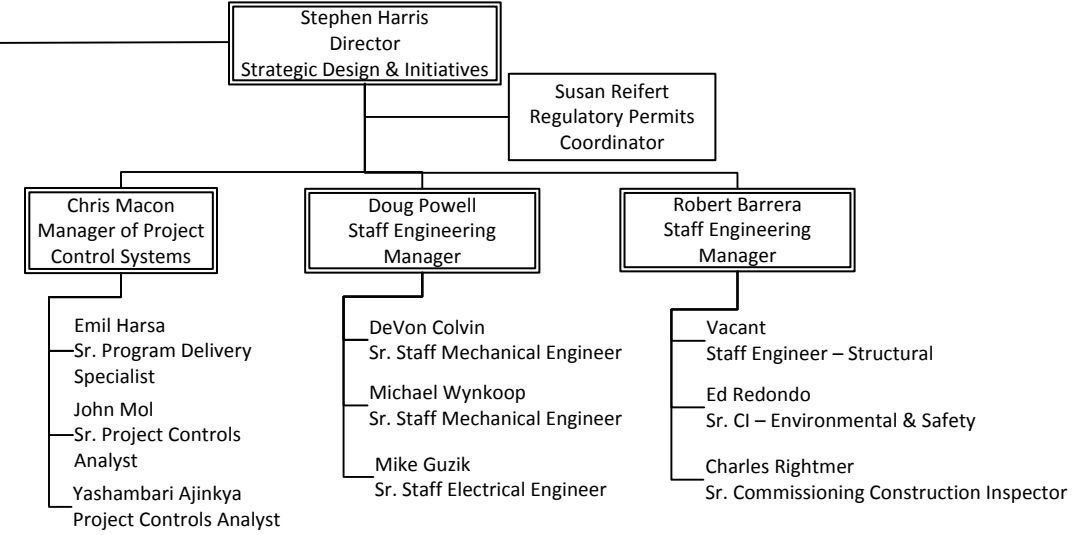 Stephen Harris
Director
Strategic Design & Initiatives
Susan Reifert
Regulatory Permits
Coordinator
Chris Macon
Manager of Project
Control Systems
Doug Powell
Staff Engineering
Manager
Robert Barrera
Staff Engineering
Manager
Emil Harsa
Sr. Program Delivery
Specialist
John Mol
Sr. Project Controls
Analyst
Yashambari Ajinkya
Project Controls Analyst
DeVon Colvin
Sr. Staff Mechanical Engineer
Michael Wynkoop
Sr. Staff Mechanical Engineer
Mike Guzik
Sr. Staff Electrical Engineer
Vacant
Staff Engineer – Structural
Ed Redondo
Sr. CI – Environmental & Safety
Charles Rightmer
Sr. Commissioning Construction Inspector